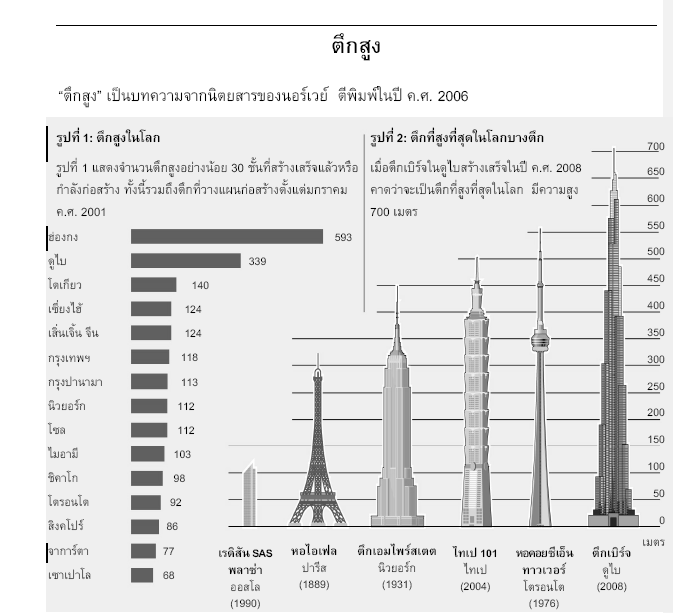 ตึกสูง
“ตึกสูง” เป็นบทความจากนิตยสารของนอร์เวย์ ตีพิมพ์ในปี ค.ศ. 2006
รูปที่ 1: ตึกสูงในโลก
รูปที่ 1 แสดงจำนวนตึกสูงอย่างน้อย 30 ชั้นที่สร้างเสร็จแล้วหรือ
กำลังก่อสร้าง ทั้งนี้รวมถึงตึกที่วางแผนก่อสร้างตั้งแต่มกราคม
ค.ศ. 2001
ฮ่องกง 593
ดูไบ 339
โตเกียว 140
เซี่ยงไฮ้ 124
เสิ่นเจิ้น จีน 124
กรุงเทพฯ 118
กรุงปานามา 113
นิวยอร์ก 112
โซล 112
ไมอามี่ 103
ชิคาโก 98
โตรอนโต 92
สิงคโปร์ 86
จาการ์ตา 77
เซาเปาโล 68
รูปที่ 2: ตึกที่สูงที่สุดในโลกบางตึก
เมื่อตึกเบิร์จในดูไบสร้างเสร็จในปี ค.ศ. 2008
คาดว่าจะเป็นตึกที่สูงที่สุดในโลก มีความสูง
700 เมตร
700
650
600
550
500
450
400
350
300
250
200
150
100
50
0
เมตร
เรดิสัน SAS
พลาซ่า
ออสโล
(1990)
หอไอเฟล
ปารีส
(1889)
ตึกเอมไพร์สเตด
นิวยอร์ก
(1931)
ไทเป 101
ไทเป
(2004)
หอคอยซีเอ็น
ทาวเวอร์
โตรอนโต
(1976)
ตึกเบิร์จ
ดูไบ
(2008)